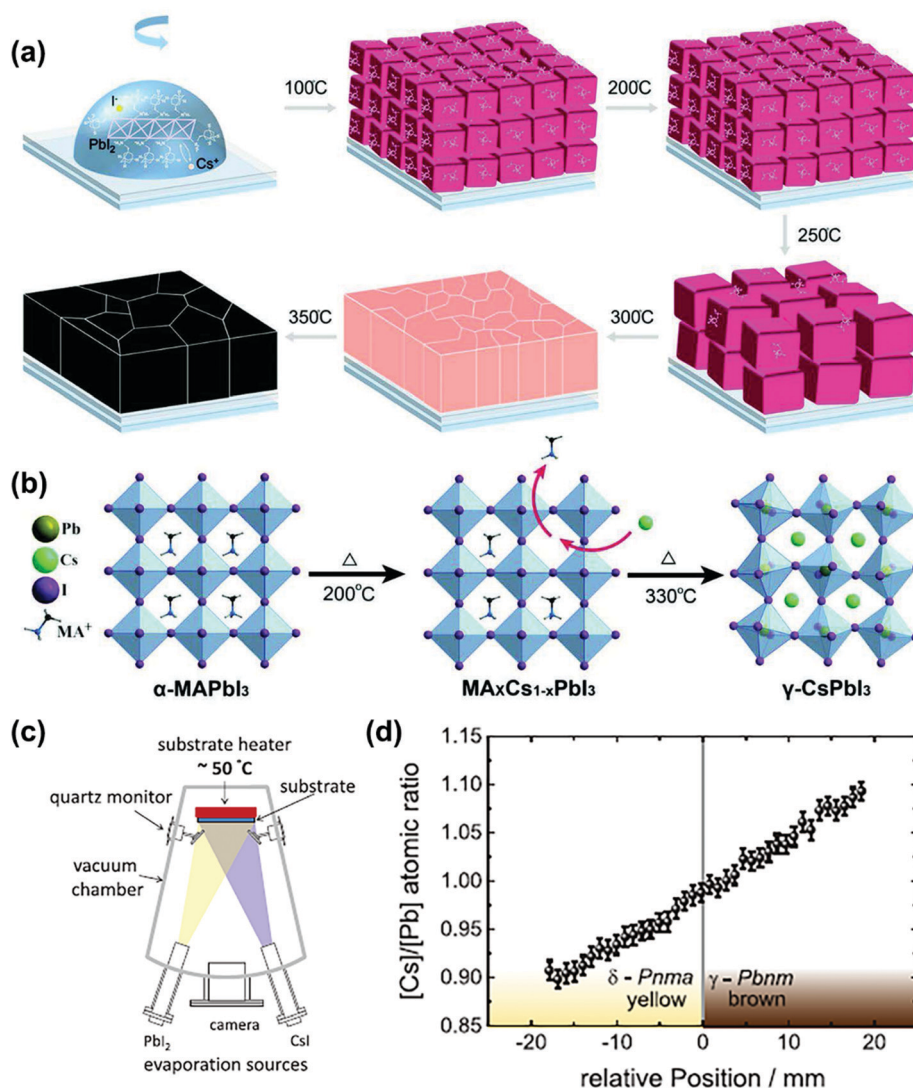 (a)
I-
PbI₂
Cs⁺
100℃
200℃
250℃
300℃
350℃
(b)
Pb
Cs
I
MA⁺
△
200°C
△
330°C
α-MAPbI₃
MAxCs₁₋ₓPbI₃
γ-CsPbI₃
(c)
substrate heater
~ 50 °C
substrate
quartz monitor
vacuum
chamber
camera
PbI₂
CsI
evaporation sources
(d)
[Cs]/[Pb] atomic ratio
1.15
1.10
1.05
1.00
0.95
0.90
0.85
δ - Pnma
yellow
γ - Pbnm
brown
-20
-10
0
10
20
relative Position / mm